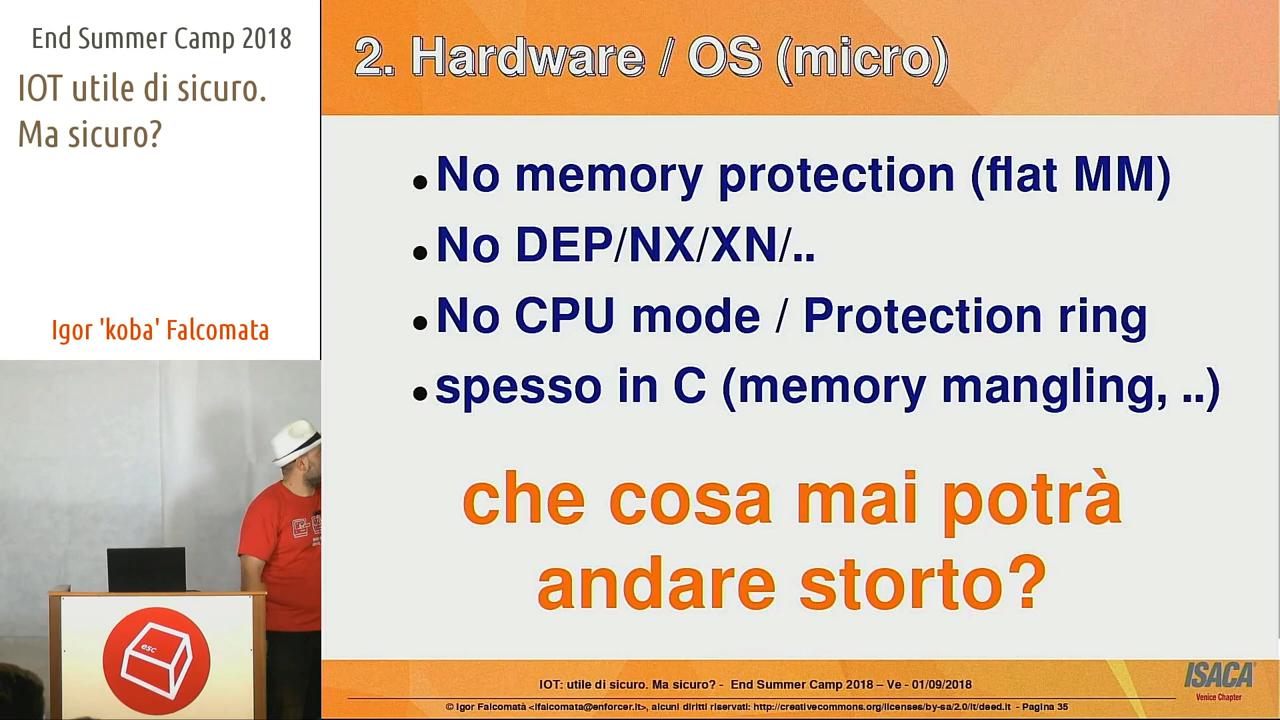 End Summer Camp 2018
IOT utile di sicuro.
Ma sicuro?
Igor 'koba' Falcomata
esc
2. Hardware / OS (micro)
No memory protection (flat MM)
No DEP/NX/XN/..
No CPU mode / Protection ring
spesso in C (memory mangling, ..)
che cosa mai potrà
andare storto?
IOT: utile di sicuro. Ma sicuro? - End Summer Camp 2018 – Ve - 01/09/2018
© Igor Falcomatà <ifalcomata@enforcer.it>, alcuni diritti riservati: http://creativecommons.org/licenses/by-sa/2.0/it/deed.it - Pagina 35
ISACA
Venice Chapter